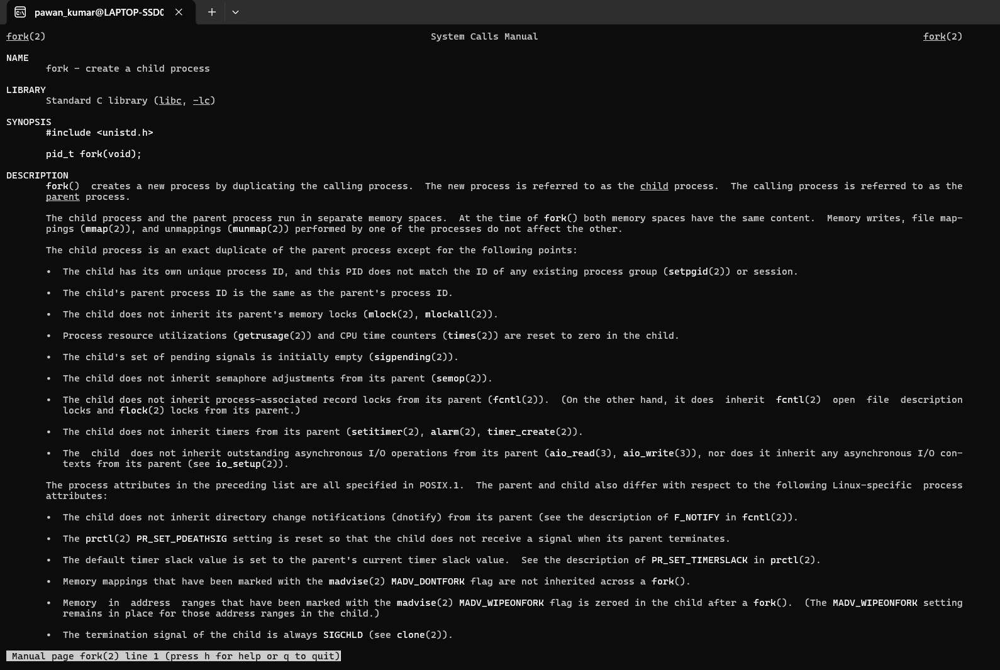 pawan_kumar@LAPTOP-SSD0
fork(2) System Calls Manual fork(2)
NAME
fork - create a child process
LIBRARY
Standard C library (libc, -lc)
SYNOPSIS
#include <unistd.h>
pid_t fork(void);
DESCRIPTION
fork()  creates a new process by duplicating the calling process.  The new process is referred to as the child process.  The calling process is referred to as the
parent process.
The child process and the parent process run in separate memory spaces.  At the time of fork() both memory spaces have the same content.  Memory writes, file map-
pings (mmap(2)), and unmappings (munmap(2)) performed by one of the processes do not affect the other.
The child process is an exact duplicate of the parent process except for the following points:
• The child has its own unique process ID, and this PID does not match the ID of any existing process group (setpgid(2)) or session.
• The child's parent process ID is the same as the parent's process ID.
• The child does not inherit its parent's memory locks (mlock(2), mlockall(2)).
• Process resource utilizations (getrusage(2)) and CPU time counters (times(2)) are reset to zero in the child.
• The child's set of pending signals is initially empty (sigpending(2)).
• The child does not inherit semaphore adjustments from its parent (semop(2)).
• The child does not inherit process-associated record locks from its parent (fcntl(2)).  (On the other hand, it does  inherit  fcntl(2)  open  file  description
locks and flock(2) locks from its parent.)
• The child does not inherit timers from its parent (setitimer(2), alarm(2), timer_create(2)).
• The  child  does not inherit outstanding asynchronous I/O operations from its parent (aio_read(3), aio_write(3)), nor does it inherit any asynchronous I/O con-
texts from its parent (see io_setup(2)).
The process attributes in the preceding list are all specified in POSIX.1.  The parent and child also differ with respect to the following Linux-specific  process
attributes:
• The child does not inherit directory change notifications (dnotify) from its parent (see the description of F_NOTIFY in fcntl(2)).
• The prctl(2) PR_SET_PDEATHSIG setting is reset so that the child does not receive a signal when its parent terminates.
• The default timer slack value is set to the parent's current timer slack value.  See the description of PR_SET_TIMERSLACK in prctl(2).
• Memory mappings that have been marked with the madvise(2) MADV_DONTFORK flag are not inherited across a fork().
• Memory  in  address  ranges that have been marked with the madvise(2) MADV_WIPEONFORK flag is zeroed in the child after a fork().  (The MADV_WIPEONFORK setting
remains in place for those address ranges in the child.)
• The termination signal of the child is always SIGCHLD (see clone(2)).
Manual page fork(2) line 1 (press h for help or q to quit)